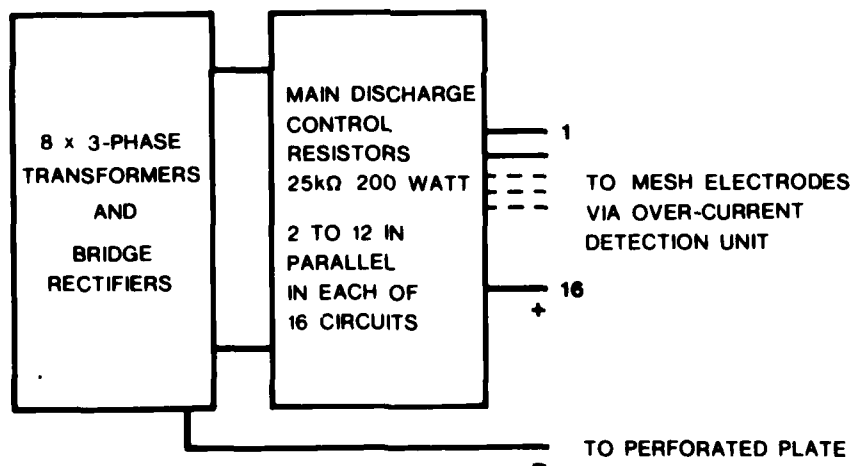 8 x 3-PHASE
TRANSFORMERS
AND
BRIDGE
RECTIFIERS
MAIN DISCHARGE
CONTROL
RESISTORS
25kΩ 200 WATT
2 TO 12 IN
PARALLEL
IN EACH OF
16 CIRCUITS
1
TO MESH ELECTRODES
VIA OVER-CURRENT
DETECTION UNIT
16
+
TO PERFORATED PLATE
-